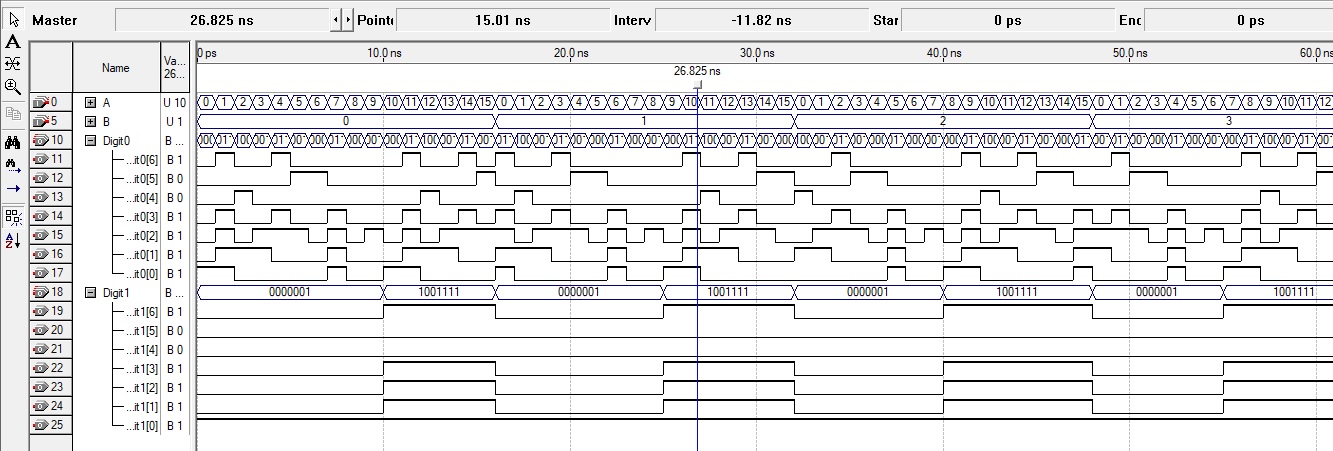 Master 26.825 ns Point 15.01 ns Interv -11.82 ns Star 0 ps Enc 0 ps
0 ps 10.0 ns 20.0 ns 30.0 ns 40.0 ns 50.0 ns 60.0 ns
Name Va... 26...
26.825 ns
0 A U 10 0 1 2 3 4 5 6 7 8 9 10 11 12 13 14 15 0 1 2 3 4 5 6 7 8 9 10 11 12 13 14 15 0 1 2 3 4 5 6 7 8 9 10 11 12 13 14 15 0 1 2 3 4 5 6 7 8 9 10 11 12
5 B U 1 0 1 2 3
10 Digit0 B ...
11 ...it0[6] B 1
12 ...it0[5] B 0
13 ...it0[4] B 0
14 ...it0[3] B 1
15 ...it0[2] B 1
16 ...it0[1] B 1
17 ...it0[0] B 1
18 Digit1 B ... 0000001 1001111 0000001 1001111 0000001 1001111 0000001 1001111
19 ...it1[6] B 1
20 ...it1[5] B 0
21 ...it1[4] B 0
22 ...it1[3] B 1
23 ...it1[2] B 1
24 ...it1[1] B 1
25 ...it1[0] B 1